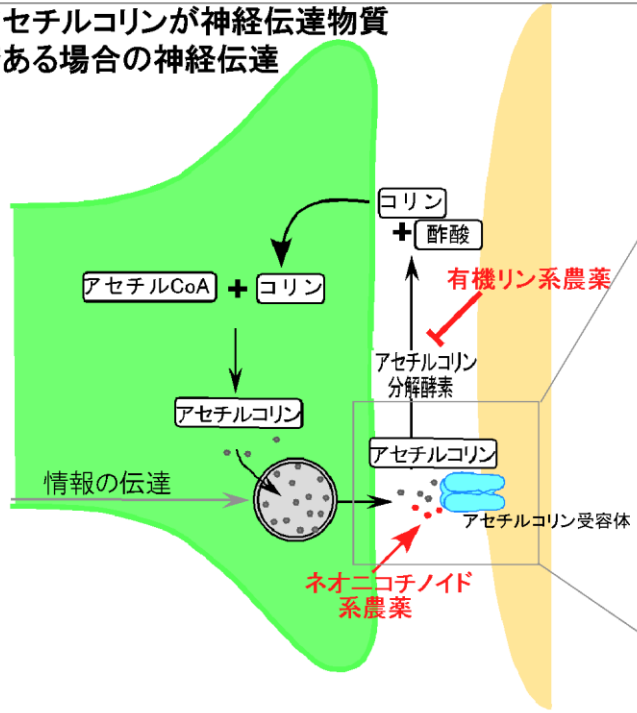 セチルコリンが神経伝達物質
ある場合の神経伝達
コリン
+ 酢酸
有機リン系農薬
アセチルCoA + コリン
アセチルコリン
分解酵素
アセチルコリン
アセチルコリン
情報の伝達
アセチルコリン受容体
ネオニコチノイド
系農薬